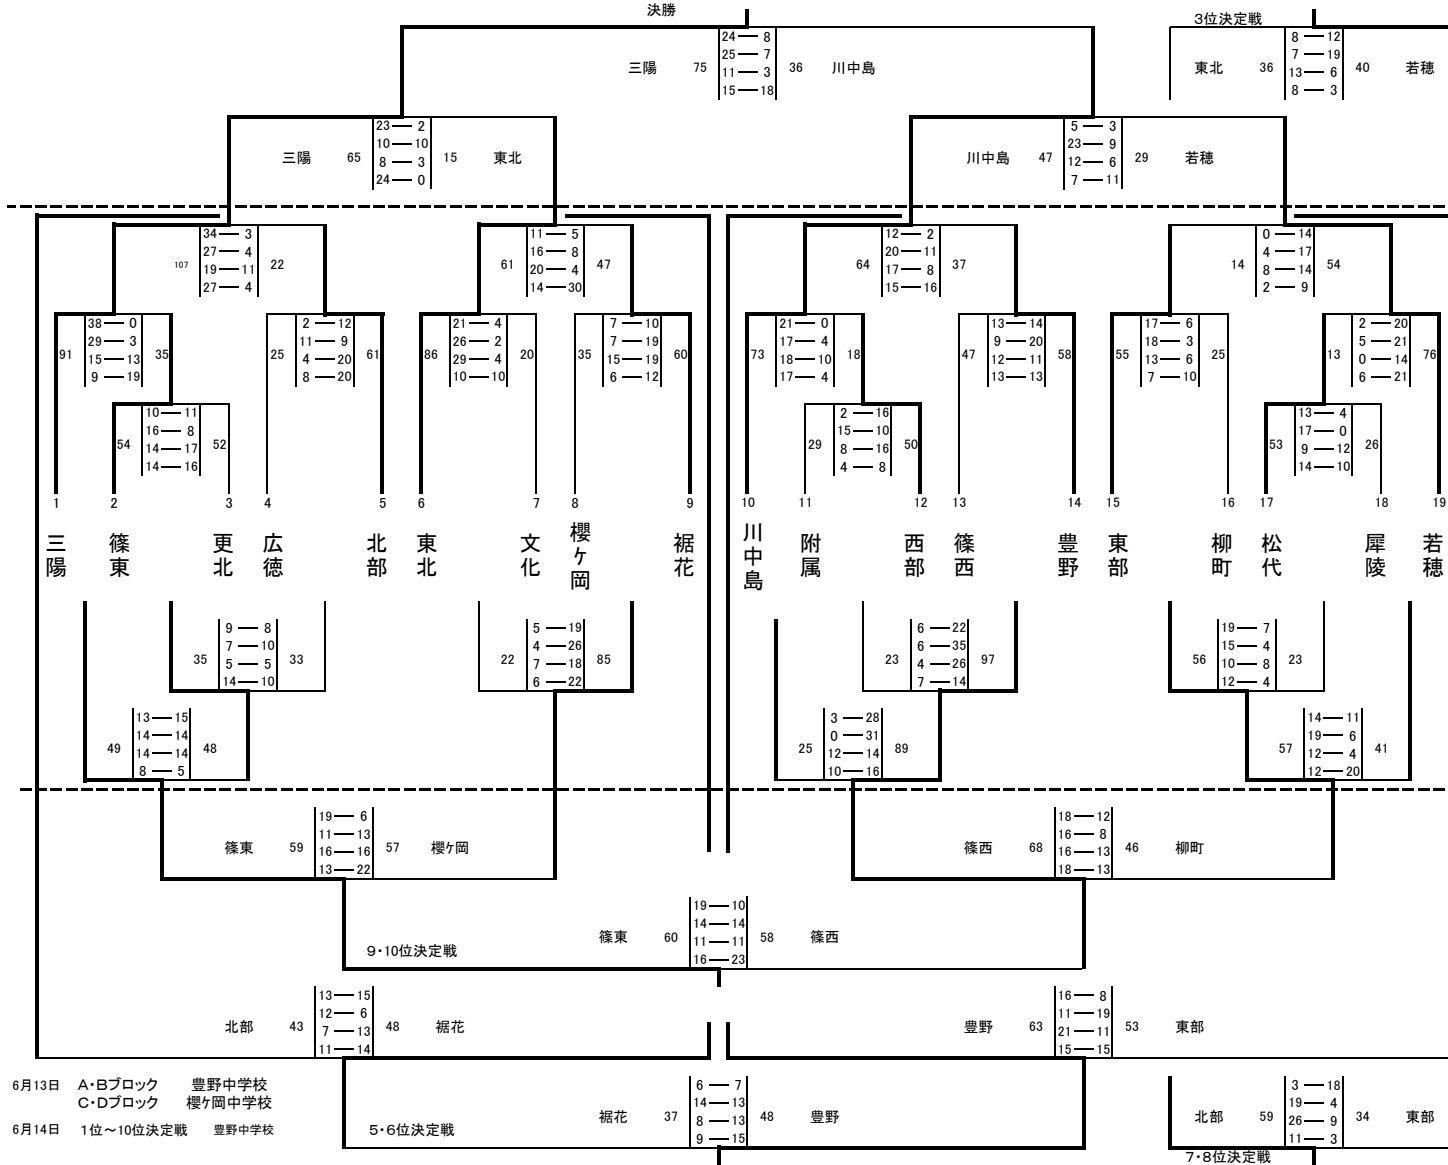 決勝
3位決定戦
三陽 75 24 ― 8 36 川中島
25 ― 7
11 ― 3
15 ― 18
東北 36 8 ― 12 40 若穂
7 ― 19
13 ― 6
8 ― 3
三陽 65 23 ― 2 15 東北
10 ― 10
8 ― 3
24 ― 0
川中島 47 5 ― 3 29 若穂
23 ― 9
12 ― 6
7 ― 11
107 34 ― 3 22
27 ― 4
19 ― 11
27 ― 4
61 11 ― 5 47
16 ― 8
20 ― 4
14 ― 30
64 12 ― 2 37
20 ― 11
17 ― 8
15 ― 16
14 0 ― 14 54
4 ― 17
8 ― 14
2 ― 9
91 38 ― 0 35
29 ― 3
15 ― 13
9 ― 19
25 2 ― 12 61
11 ― 9
4 ― 20
8 ― 20
86 21 ― 4 20
26 ― 2
29 ― 4
10 ― 10
35 7 ― 10 60
7 ― 19
15 ― 19
6 ― 12
73 21 ― 0 18
17 ― 4
18 ― 10
17 ― 4
47 13 ― 14 58
9 ― 20
12 ― 11
13 ― 13
55 17 ― 6 25
18 ― 3
13 ― 6
7 ― 10
13 2 ― 20 76
5 ― 21
0 ― 14
6 ― 21
54 10 ― 11 52
16 ― 8
14 ― 17
14 ― 16
29 2 ― 16 50
15 ― 10
8 ― 16
4 ― 8
53 13 ― 4 26
17 ― 0
9 ― 12
14 ― 10
1 2 3 4 5 6 7 8 9 10 11 12 13 14 15 16 17 18 19
三陽
篠東
更北
広徳
北部
東北
文化
櫻ケ岡
裾花
川中島
附属
西部
篠西
豊野
東部
柳町
松代
犀陵
若穂
35 9 ― 8 33
7 ― 10
5 ― 5
14 ― 10
22 5 ― 19 85
4 ― 26
7 ― 18
6 ― 22
23 6 ― 22 97
6 ― 35
4 ― 26
7 ― 14
56 19 ― 7 23
15 ― 4
10 ― 8
12 ― 4
49 13 ― 15 48
14 ― 14
14 ― 14
8 ― 5
25 3 ― 28 89
0 ― 31
12 ― 14
10 ― 16
57 14 ― 11 41
19 ― 6
12 ― 4
12 ― 20
篠東 59 19 ― 6 57 櫻ケ岡
11 ― 13
16 ― 16
13 ― 22
篠西 68 18 ― 12 46 柳町
16 ― 8
16 ― 13
18 ― 13
9・10位決定戦
篠東 60 19 ― 10 58 篠西
14 ― 14
11 ― 11
16 ― 23
北部 43 13 ― 15 48 裾花
12 ― 6
7 ― 13
11 ― 14
豊野 63 16 ― 8 53 東部
11 ― 19
21 ― 11
15 ― 15
6月13日 A・Bブロック 豊野中学校
C・Dブロック 櫻ケ岡中学校
6月14日 1位～10位決定戦 豊野中学校
5・6位決定戦
裾花 37 6 ― 7 48 豊野
14 ― 13
8 ― 13
9 ― 15
北部 59 3 ― 18 34 東部
19 ― 4
26 ― 9
11 ― 3
7・8位決定戦